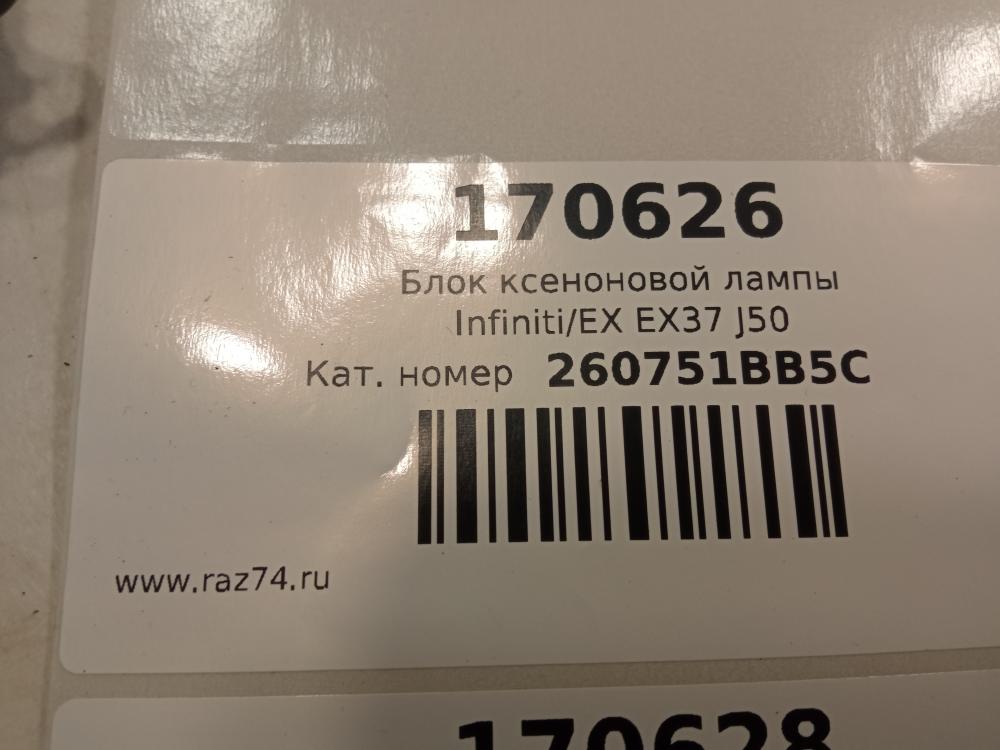 170626
Блок ксеноновой лампы
Infiniti/EX EX37 J50
Кат. номер 260751BB5C
www.raz74.ru
170628